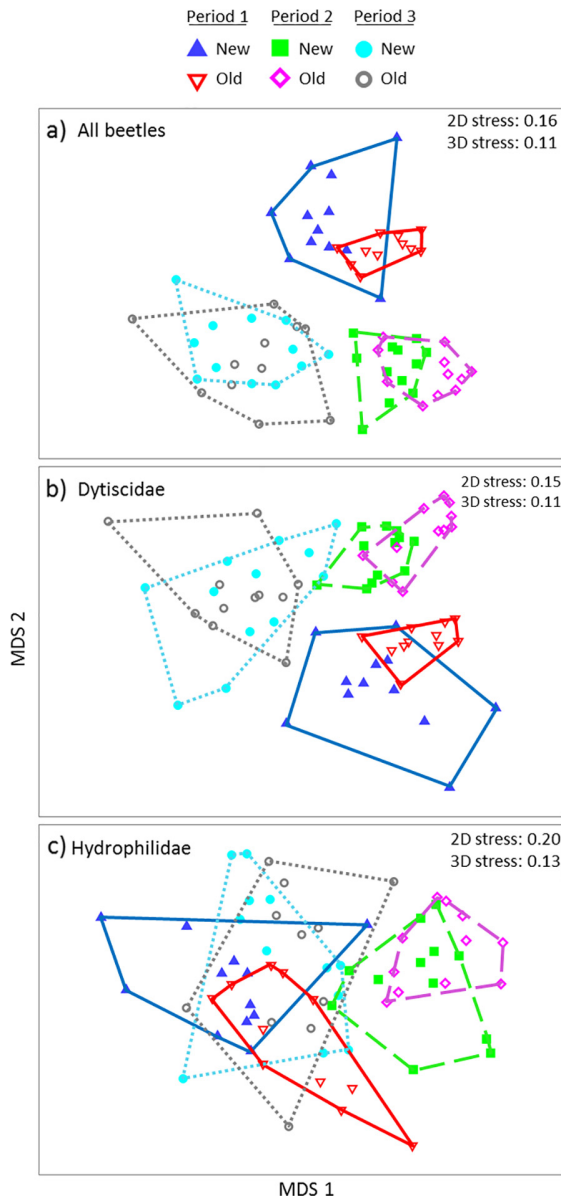 Period 1 Period 2 Period 3
New New New
Old Old Old
a) All beetles
2D stress: 0.16
3D stress: 0.11
b) Dytiscidae
2D stress: 0.15
3D stress: 0.11
MDS 2
c) Hydrophilidae
2D stress: 0.20
3D stress: 0.13
MDS 1